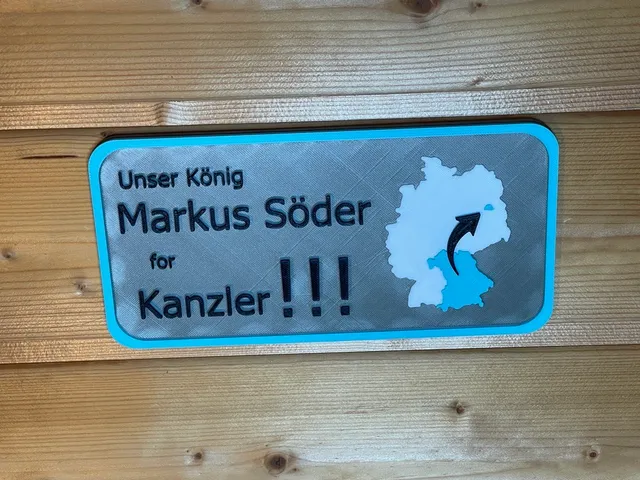 Unser König
Markus Söder
for
Kanzler!!!